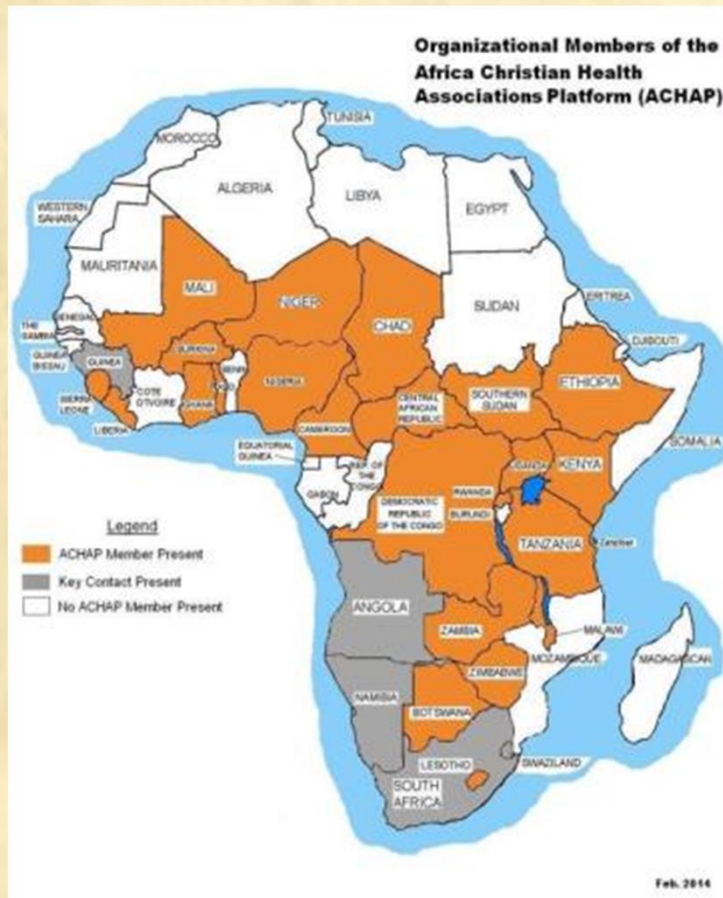 Organizational Members of the
Africa Christian Health
Associations Platform (ACHAP)
TUNISIA
MOROCCO
ALGERIA
LIBYA
EGYPT
WESTERN
SAHARA
MAURITANIA
MALI
NIGER
CHAD
SUDAN
ERITREA
SENEGAL
THE
GAMBIA
GUINEA
BISSAU
GUINEA
BURKINA
BENIN
DJIBOUTI
SIERRA
LEONE
COTE
D'IVOIRE
GHANA
NIGERIA
CENTRAL
AFRICAN
REPUBLIC
SOUTHERN
SUDAN
ETHIOPIA
LIBERIA
CAMEROON
SOMALIA
EQUATORIAL
GUINEA
GABON
REP. OF
THE
CONGO
DEMOCRATIC
REPUBLIC
OF THE CONGO
UGANDA
KENYA
RWANDA
BURUNDI
TANZANIA
Zanzibar
Legend
ACHAP Member Present
Key Contact Present
No ACHAP Member Present
ANGOLA
ZAMBIA
MALAWI
MOZAMBIQUE
MADAGASCAR
ZIMBABWE
NAMIBIA
BOTSWANA
LESOTHO
SWAZILAND
SOUTH
AFRICA
Feb. 2014